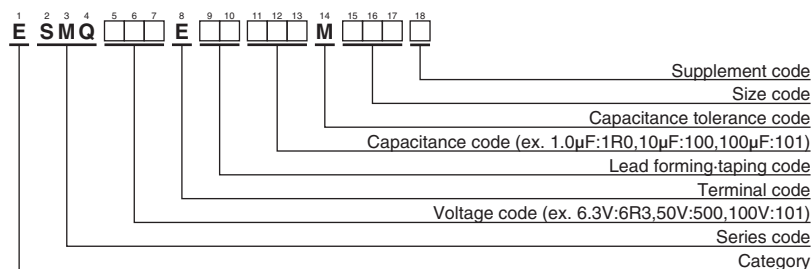 1 2 3 4 5 6 7 8 9 10 11 12 13 14 15 16 17 18
E SMQ E M
Supplement code
Size code
Capacitance tolerance code
Capacitance code (ex. 1.0µF:1R0,10µF:100,100µF:101)
Lead forming·taping code
Terminal code
Voltage code (ex. 6.3V:6R3,50V:500,100V:101)
Series code
Category